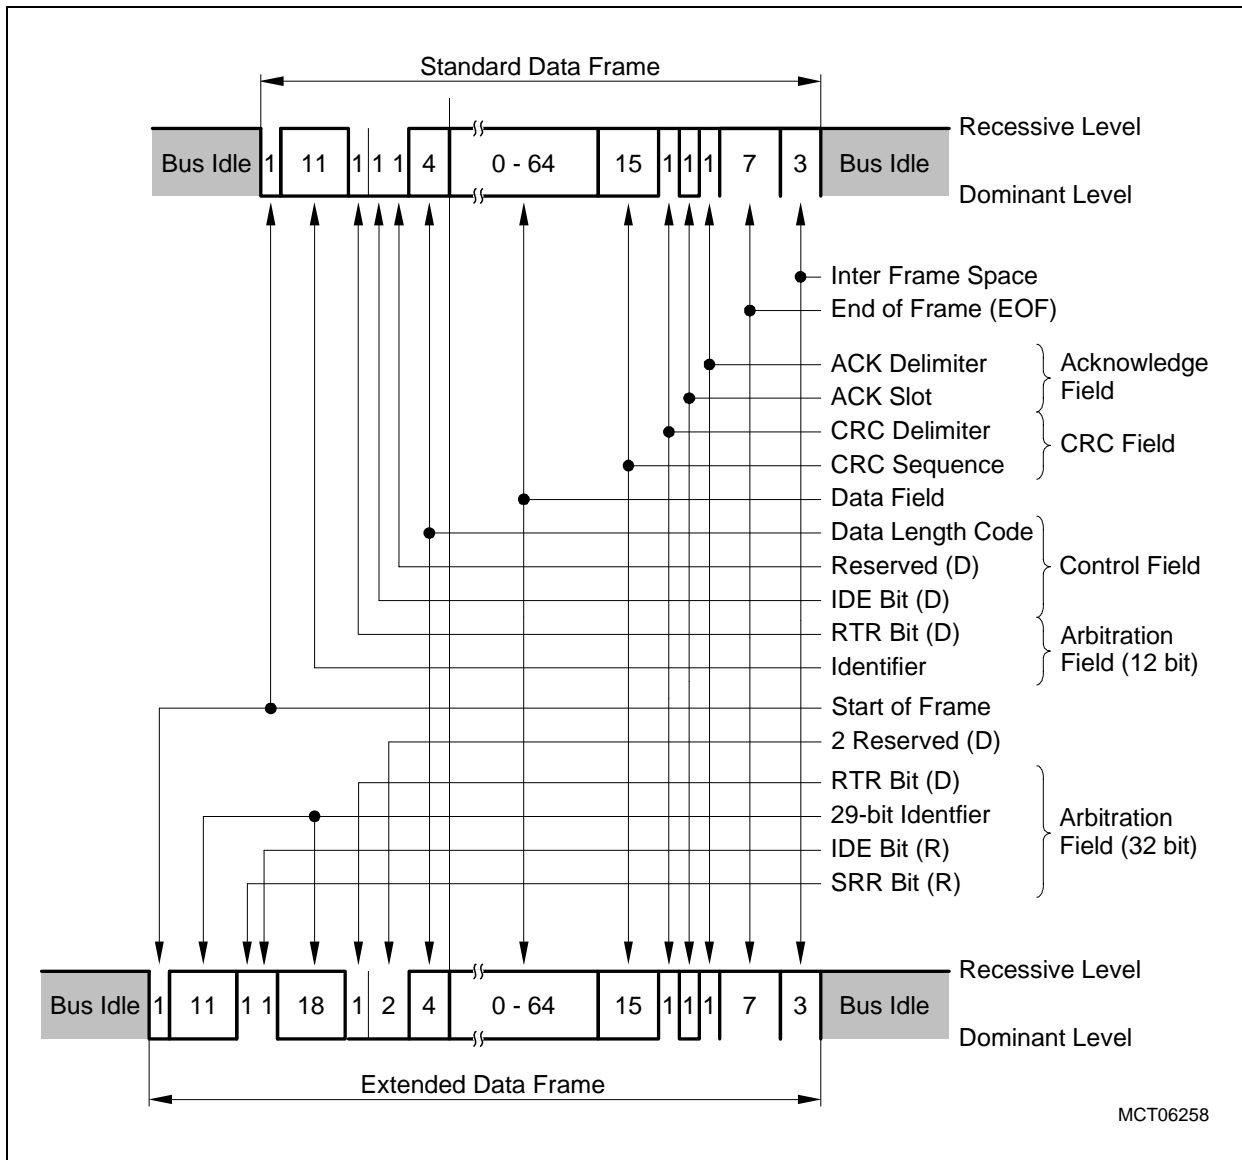 Standard Data Frame
Recessive Level
Bus Idle 1 11 1 1 1 4 0 - 64 15 1 1 1 7 3 Bus Idle
Dominant Level
Inter Frame Space
End of Frame (EOF)
ACK Delimiter
ACK Slot
Acknowledge
Field
CRC Delimiter
CRC Sequence
CRC Field
Data Field
Data Length Code
Reserved (D)
IDE Bit (D)
Control Field
RTR Bit (D)
Identifier
Arbitration
Field (12 bit)
Start of Frame
2 Reserved (D)
RTR Bit (D)
29-bit Identfier
IDE Bit (R)
SRR Bit (R)
Arbitration
Field (32 bit)
Recessive Level
Bus Idle 1 11 1 1 18 1 2 4 0 - 64 15 1 1 1 7 3 Bus Idle
Dominant Level
Extended Data Frame
MCT06258